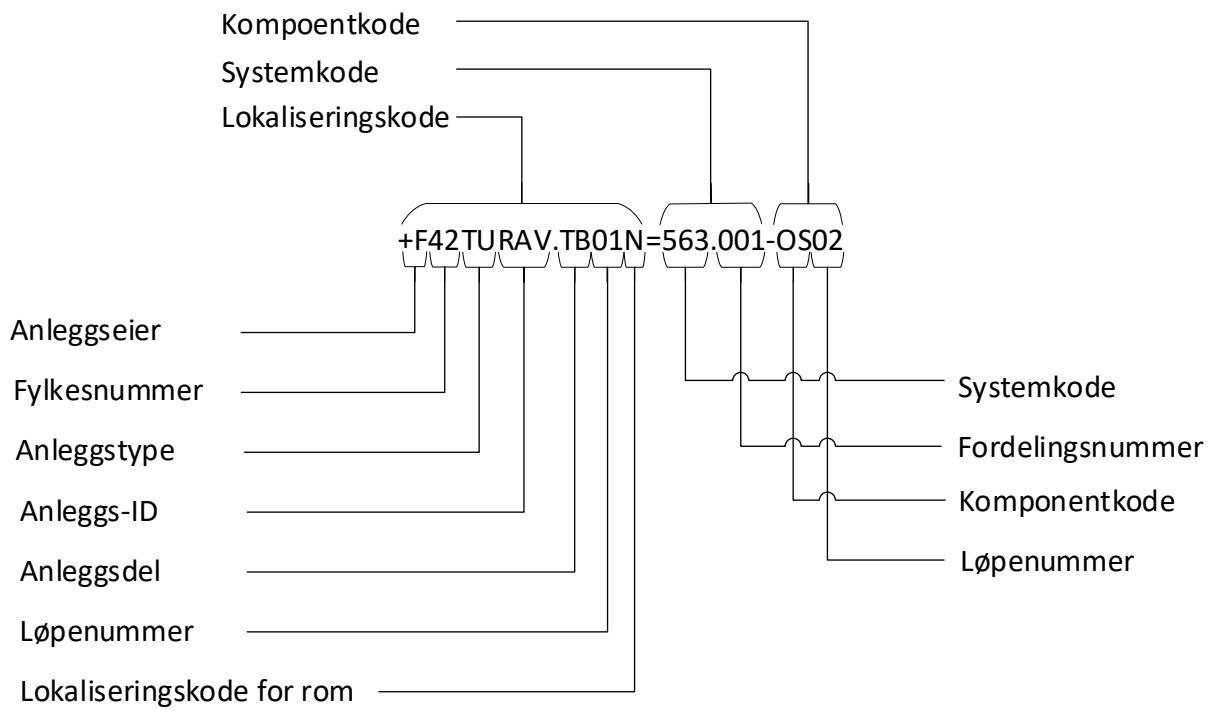 Kompoentkode
Systemkode
Lokaliseringskode
+F42TURAV.TB01N=563.001-OS02
Anleggseier
Fylkesnummer
Anleggstype
Anleggs-ID
Anleggsdel
Løpenummer
Lokaliseringskode for rom
Systemkode
Fordelingsnummer
Komponentkode
Løpenummer